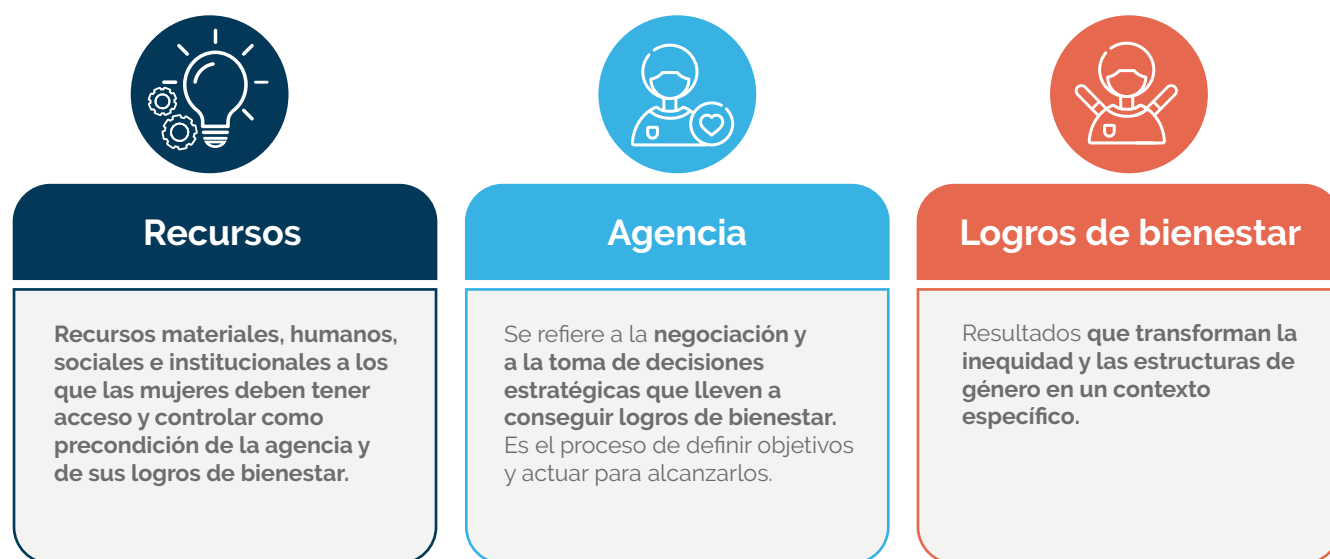 Recursos
Recursos materiales, humanos,
sociales e institucionales a los
que las mujeres deben tener
acceso y controlar como
precondición de la agencia y
de sus logros de bienestar.
Agencia
Se refiere a la negociación y
a la toma de decisiones
estratégicas que lleven a
conseguir logros de bienestar.
Es el proceso de definir objetivos
y actuar para alcanzarlos.
Logros de bienestar
Resultados que transforman la
inequidad y las estructuras de
género en un contexto
específico.